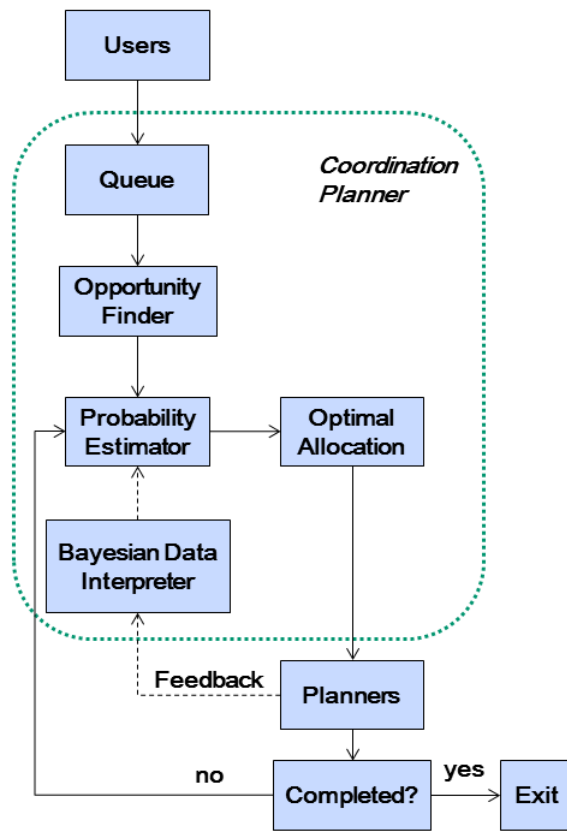 Users
Queue
Coordination
Planner
Opportunity
Finder
Probability
Estimator
Optimal
Allocation
Bayesian Data
Interpreter
Feedback
Planners
no
Completed?
yes
Exit